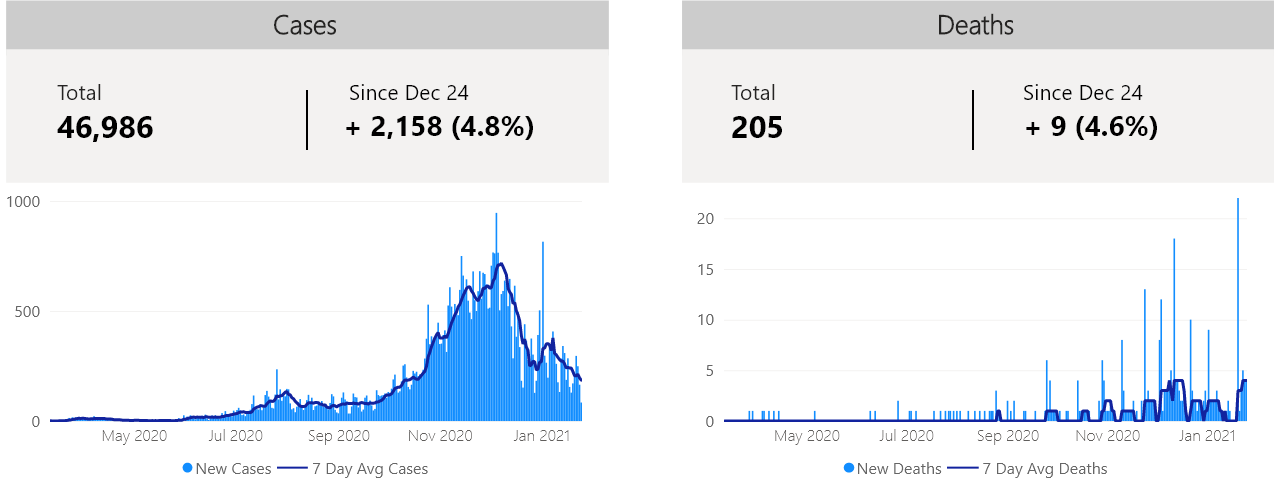 Cases
Total
46,986
Since Dec 24
+ 2,158 (4.8%)
1000
500
0
May 2020
Jul 2020
Sep 2020
Nov 2020
Jan 2021
New Cases
7 Day Avg Cases
Deaths
Total
205
Since Dec 24
+ 9 (4.6%)
20
15
10
5
0
May 2020
Jul 2020
Sep 2020
Nov 2020
Jan 2021
New Deaths
7 Day Avg Deaths